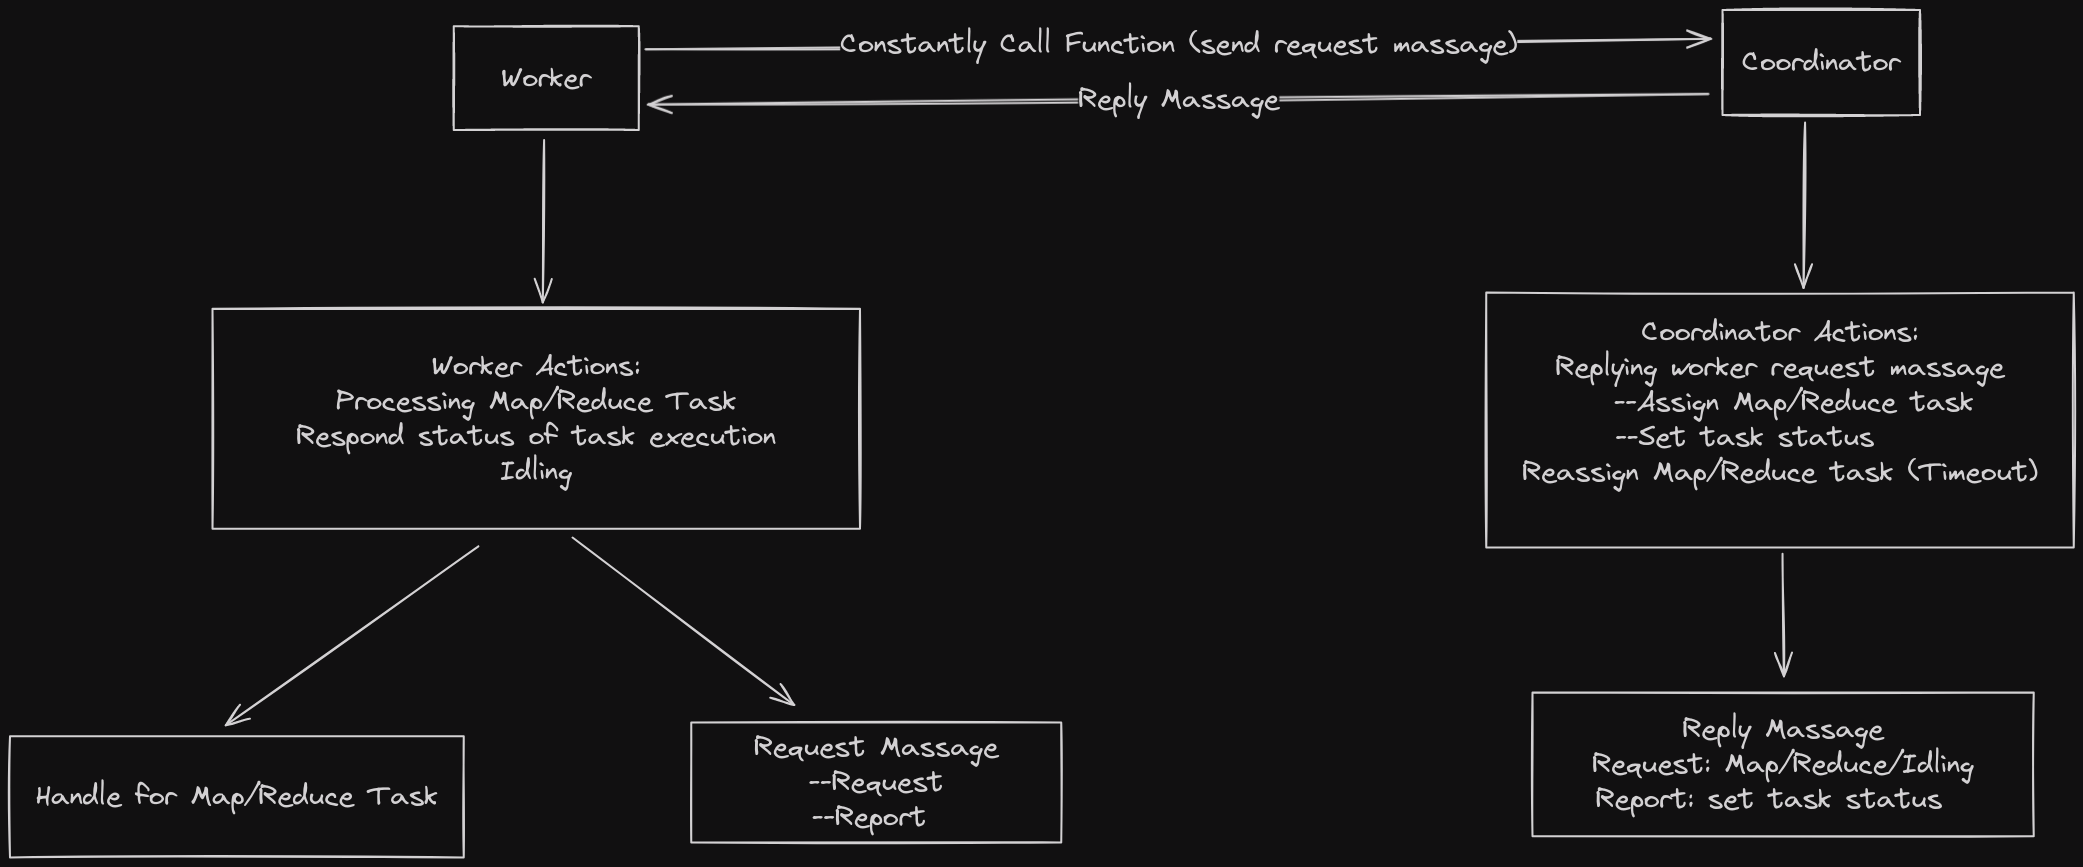 Worker
Constantly Call Function (send request massage)
Reply Massage
Coordinator
Worker Actions:
Processing Map/Reduce Task
Respond status of task execution
Idling
Coordinator Actions:
Replying worker request massage
--Assign Map/Reduce task
--Set task status
Reassign Map/Reduce task (Timeout)
Handle for Map/Reduce Task
Request Massage
--Request
--Report
Reply Massage
Request: Map/Reduce/Idling
Report: set task status